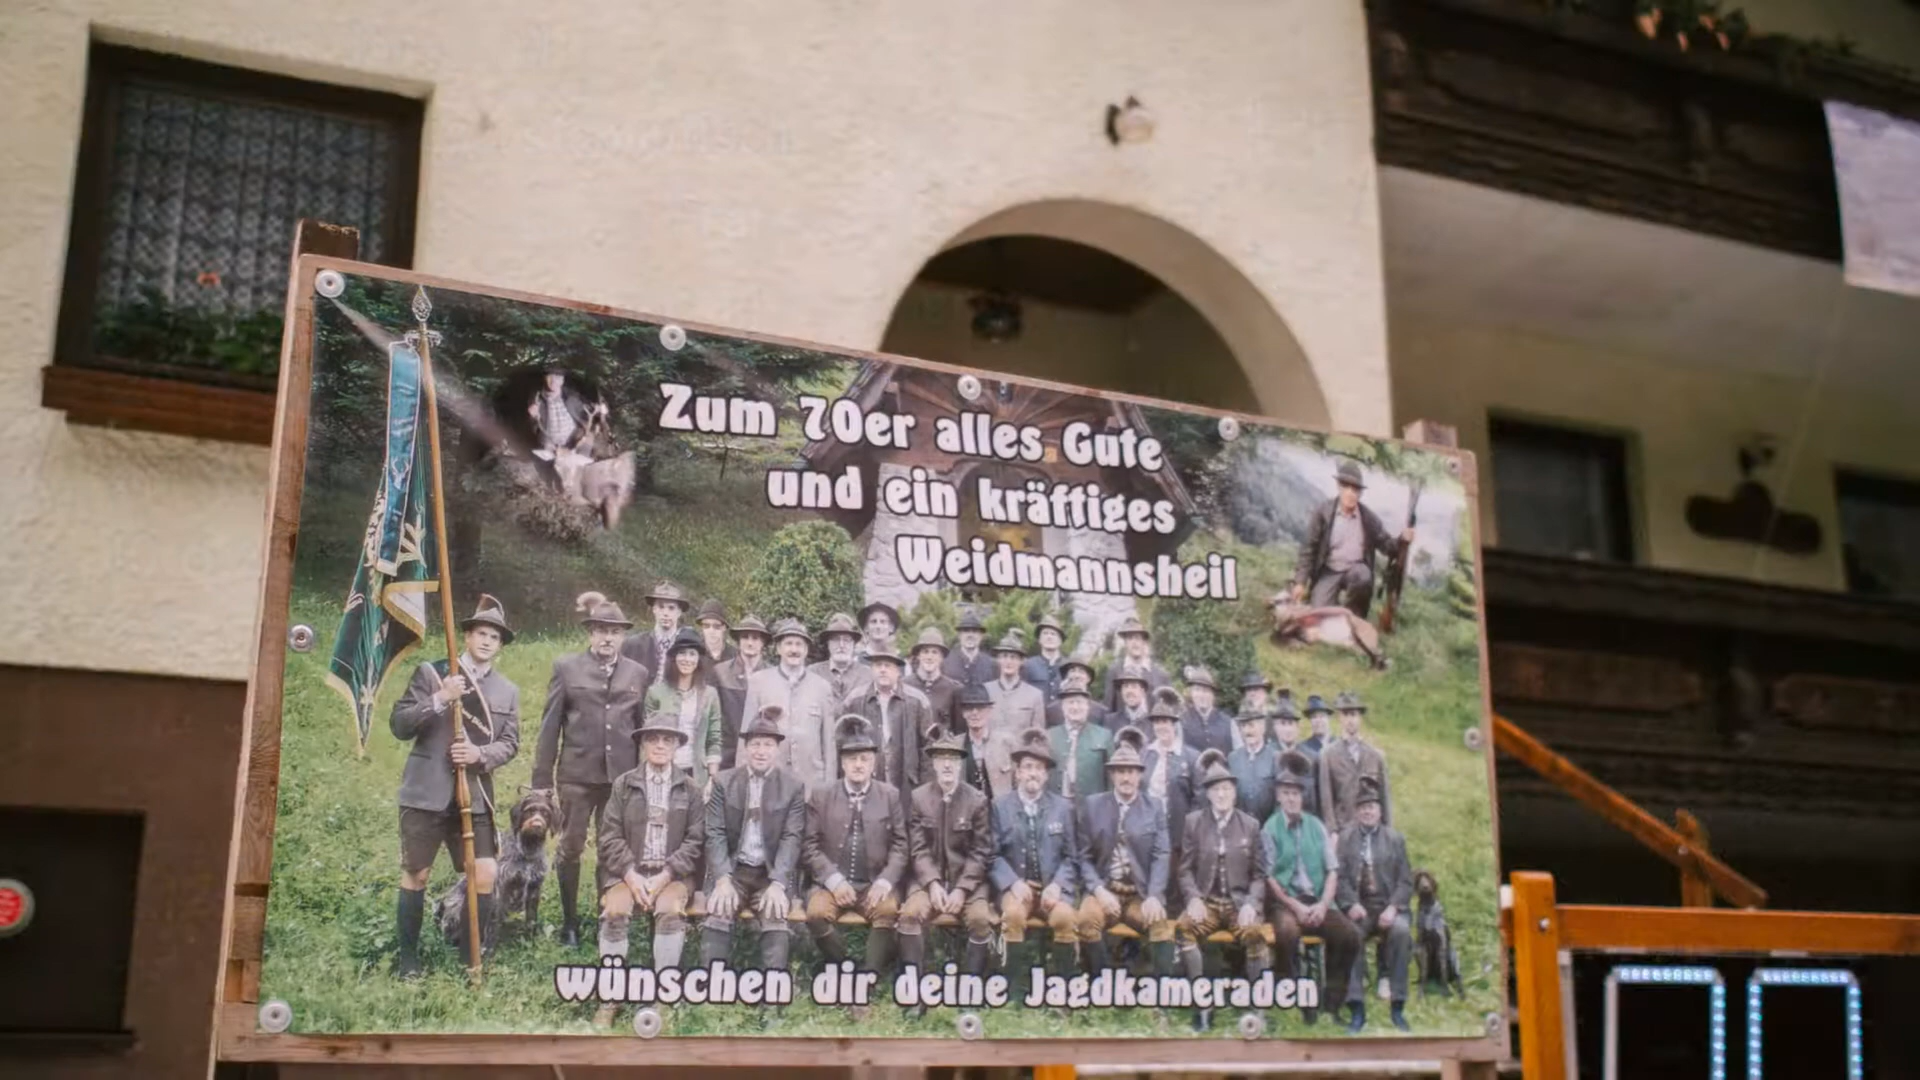 Zum 70er alles Gute
und ein kräftiges
Weidmannsheil
wünschen dir deine Jagdkameraden